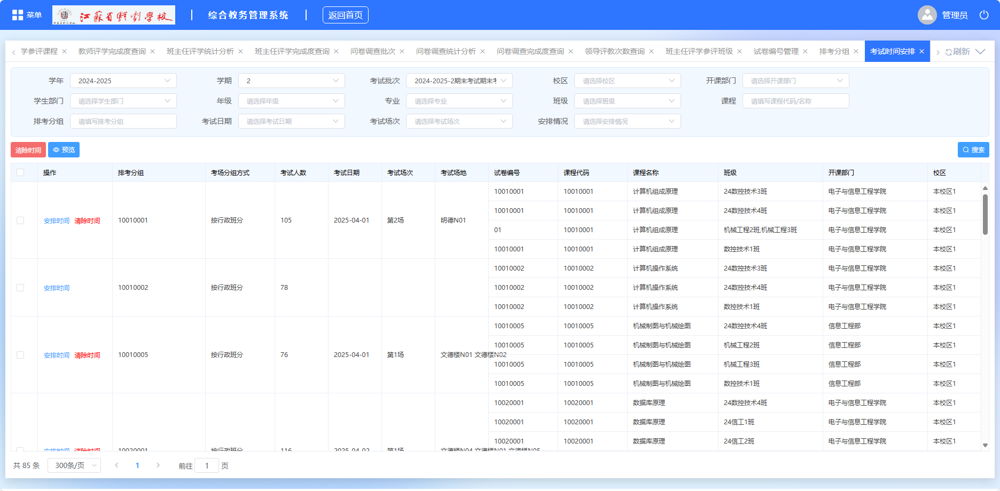 菜单 江苏省戏剧学校 综合教务管理系统 返回首页 管理员
学参评课程 教师评学完成度查询 班主任评学统计分析 班主任评学完成度查询 问卷调查批次 问卷调查统计分析 问卷调查完成度查询 领导评教次数查询 班主任评学参评班级 试卷编号管理 排考分组 考试时间安排 刷新
学年 2024-2025 学期 2 考试批次 2024-2025-2期末考试期末考 校区 请选择校区 开课部门 请选择开课部门
学生部门 请选择学生部门 年级 请选择年级 专业 请选择专业 班级 请选择班级 课程 请填写课程代码/名称
排考分组 请填写排考分组 考试日期 请选择考试日期 考试场次 请选择考试场次 安排情况 请选择安排情况
清除时间 预览 搜索
操作 排考分组 考场分组方式 考试人数 考试日期 考试场次 考试场地 试卷编号 课程代码 课程名称 班级 开课部门 校区
10010001 10010001 计算机组成原理 24数控技术3班 电子与信息工程学院 本校区1
10010001 10010001 计算机组成原理 24数控技术4班 电子与信息工程学院 本校区1
安排时间 清除时间 10010001 按行政班分 105 2025-04-01 第2场 明德N01
01 10010001 计算机组成原理 机械工程2班,机械工程3班 电子与信息工程学院 本校区1
10010001 10010001 计算机组成原理 数控技术1班 电子与信息工程学院 本校区1
10010002 10010002 计算机操作系统 24数控技术3班 电子与信息工程学院 本校区1
安排时间 10010002 按行政班分 78 10010002 10010002 计算机操作系统 24数控技术4班 电子与信息工程学院 本校区1
10010002 10010002 计算机操作系统 数控技术1班 电子与信息工程学院 本校区1
10010005 10010005 机械制图与机械绘图 24数控技术4班 信息工程部 本校区1
10010005 10010005 机械制图与机械绘图 机械工程2班 信息工程部 本校区1
安排时间 清除时间 10010005 按行政班分 76 2025-04-01 第1场 文德楼N01 文德楼N02
10010005 10010005 机械制图与机械绘图 机械工程3班 信息工程部 本校区1
10010005 10010005 机械制图与机械绘图 数控技术1班 信息工程部 本校区1
10020001 10020001 数据库原理 24数控技术4班 电子与信息工程学院 本校区1
10020001 10020001 数据库原理 24信工1班 电子与信息工程学院 本校区1
10020001 10020001 数据库原理 24信工2班 电子与信息工程学院 本校区1
安排时间 清除时间 10020001 按行政班分 116 2025-04-02 第1场 文德楼N04 文德楼N01 文德楼N05
共 85 条 300条/页 1 前往 1 页